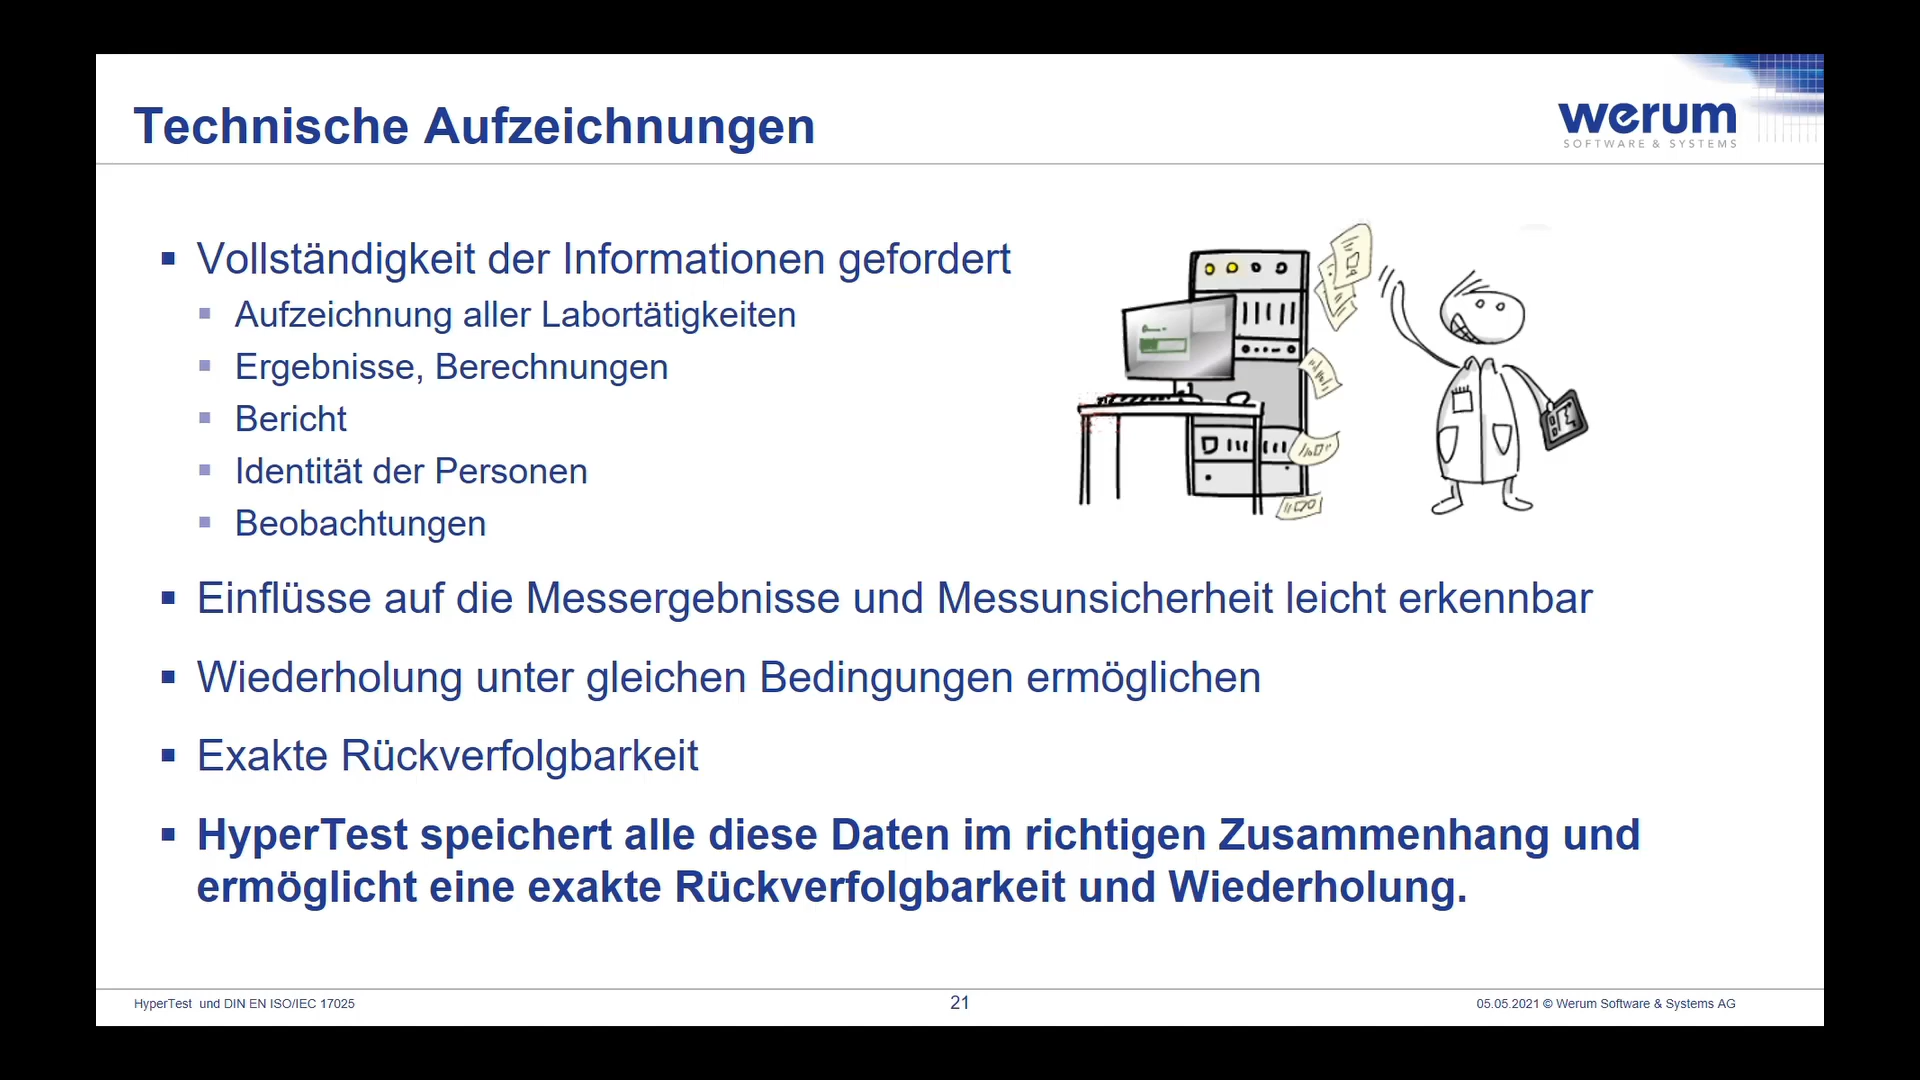 Technische Aufzeichnungen
werum
SOFTWARE & SYSTEMS
Vollständigkeit der Informationen gefordert
Aufzeichnung aller Labortätigkeiten
Ergebnisse, Berechnungen
Bericht
Identität der Personen
Beobachtungen
Einflüsse auf die Messergebnisse und Messunsicherheit leicht erkennbar
Wiederholung unter gleichen Bedingungen ermöglichen
Exakte Rückverfolgbarkeit
HyperTest speichert alle diese Daten im richtigen Zusammenhang und
ermöglicht eine exakte Rückverfolgbarkeit und Wiederholung.
HyperTest und DIN EN ISO/IEC 17025
21
05.05.2021 © Werum Software & Systems AG